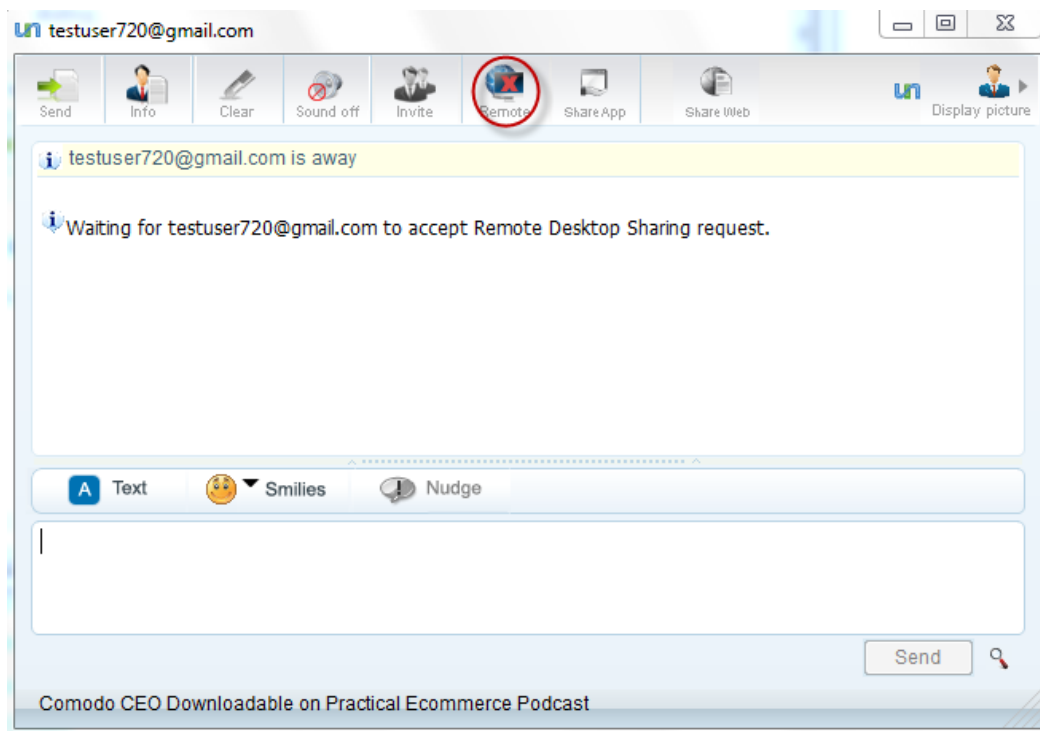 un testuser720@gmail.com
Send Info Clear Sound off Invite Remote Share App Share Web un Display picture
testuser720@gmail.com is away
Waiting for testuser720@gmail.com to accept Remote Desktop Sharing request.
A Text Smilies Nudge
Send
Comodo CEO Downloadable on Practical Ecommerce Podcast